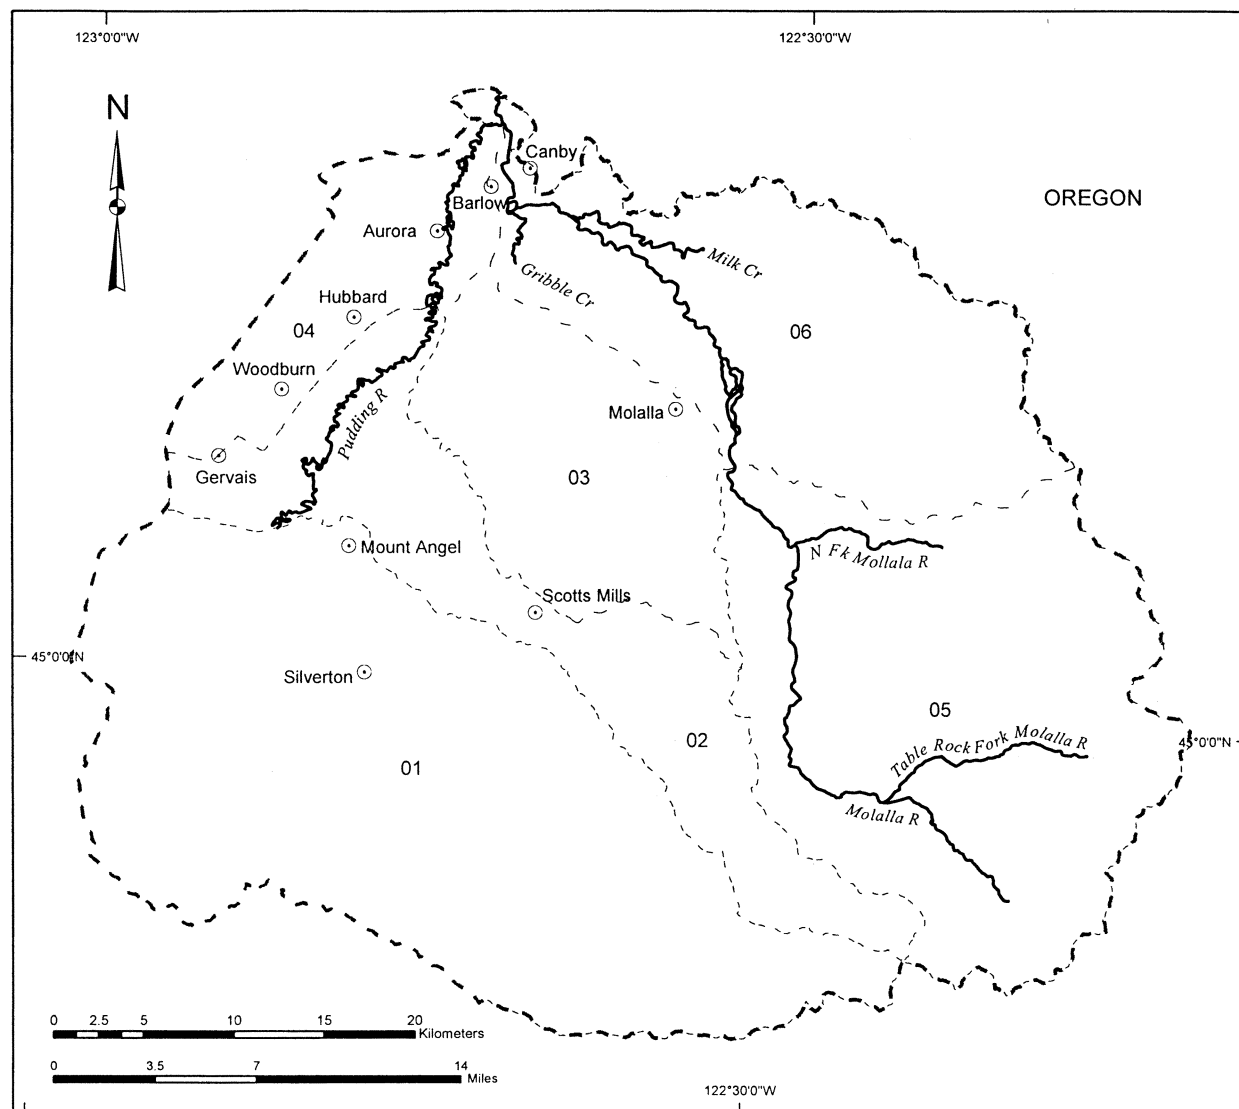 123°0'0"W
122°30'0"W
N
OREGON
Canby
Barlow
Aurora
Milk Cr
Gribble Cr
Hubbard
04
06
Woodburn
Molalla
Pudding R
Gervais
03
Mount Angel
N Fk Mollala R
Scotts Mills
45°0'0"N
Silverton
05
02
Table Rock Fork Molalla R
45°0'0"N
01
Molalla R
0 2.5 5 10 15 20
Kilometers
0 3.5 7 14
Miles
122°30'0"W